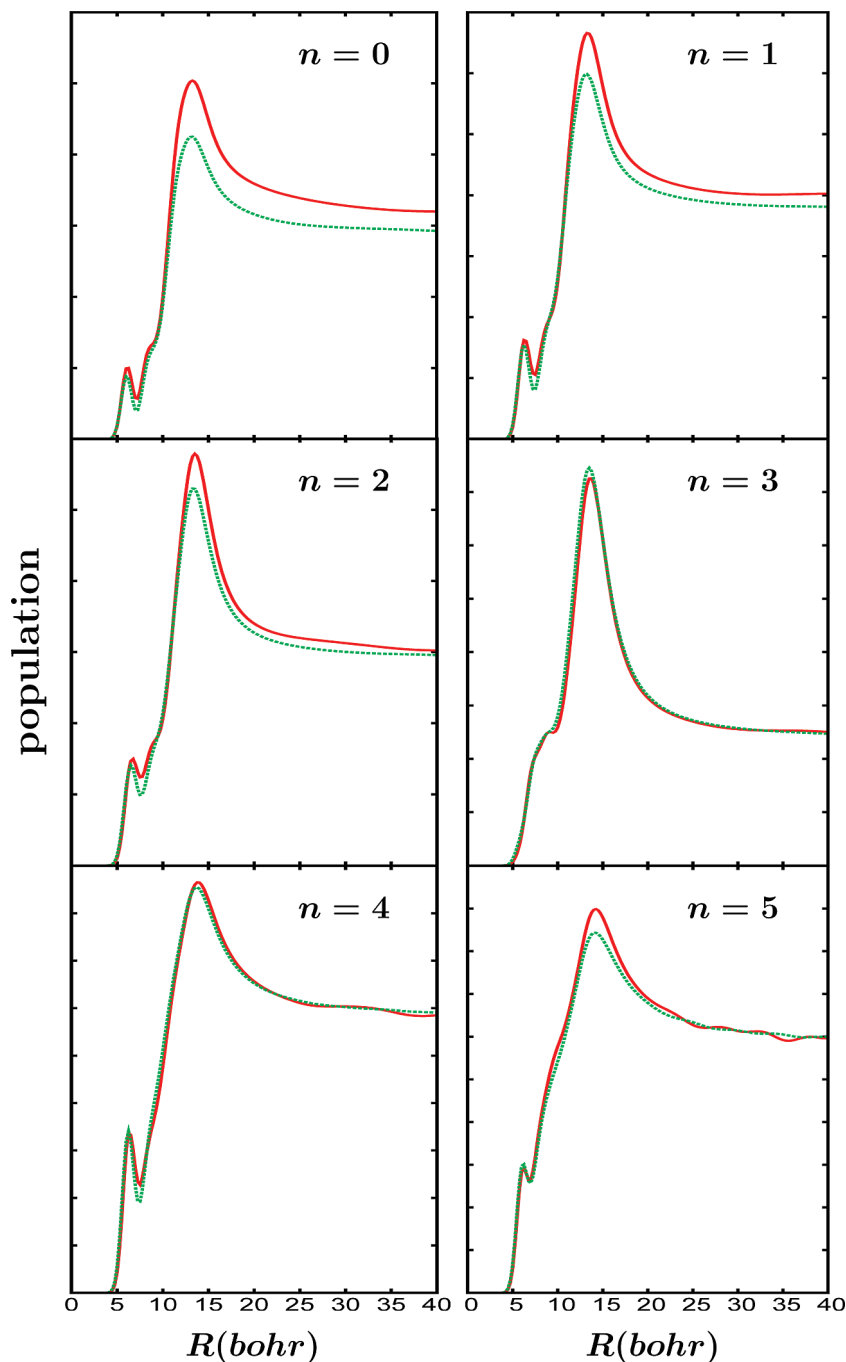 n = 0
n = 1
n = 2
n = 3
population
n = 4
n = 5
0 5 10 15 20 25 30 35 40
0 5 10 15 20 25 30 35 40
R(bohr)
R(bohr)